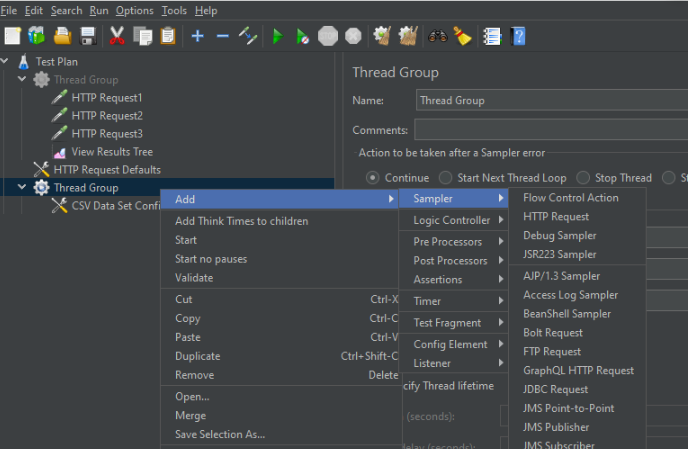 File Edit Search Run Options Tools Help
Test Plan
Thread Group
HTTP Request1
HTTP Request2
HTTP Request3
View Results Tree
HTTP Request Defaults
Thread Group
CSV Data Set Confi
Thread Group
Name: Thread Group
Comments:
Action to be taken after a Sampler error
Continue Start Next Thread Loop Stop Thread St
Add
Add Think Times to children
Start
Start no pauses
Validate
Cut Ctrl-X
Copy Ctrl-C
Paste Ctrl-V
Duplicate Ctrl+Shift-C
Remove Delete
Open...
Merge
Save Selection As...
Sampler
Logic Controller
Pre Processors
Post Processors
Assertions
Timer
Test Fragment
Config Element
Listener
cify Thread lifetime
(seconds):
delay (seconds):
Flow Control Action
HTTP Request
Debug Sampler
JSR223 Sampler
AJP/1.3 Sampler
Access Log Sampler
BeanShell Sampler
Bolt Request
FTP Request
GraphQL HTTP Request
JDBC Request
JMS Point-to-Point
JMS Publisher
JMS Subscriber